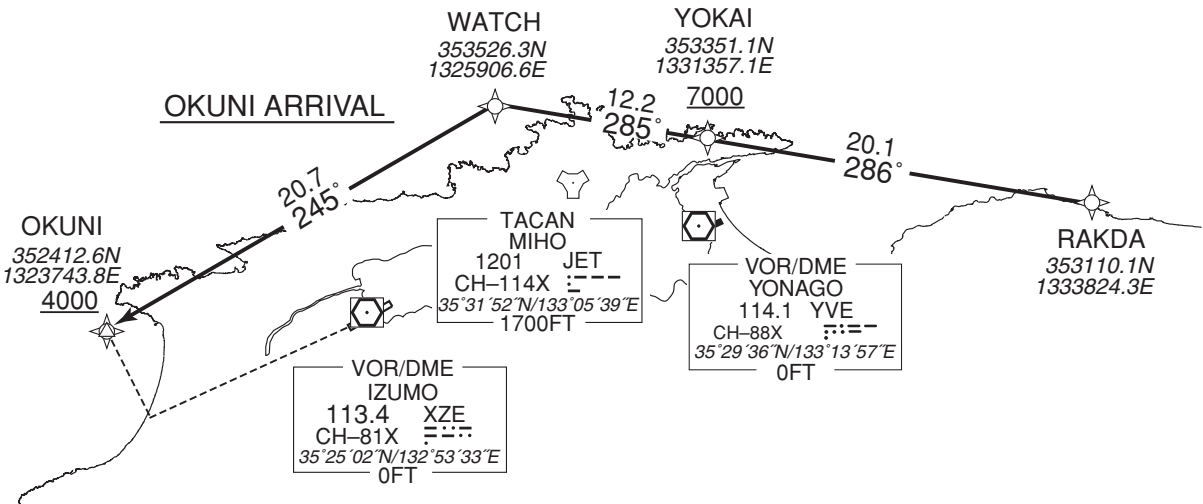 WATCH
353526.3N
1325906.6E
YOKAI
353351.1N
1331357.1E
7000
OKUNI ARRIVAL
12.2
285°
20.1
286°
20.7
245°
OKUNI
352412.6N
1323743.8E
4000
RAKDA
353110.1N
1333824.3E
TACAN
MIHO
1201 JET
CH–114X
35°31´52˝N/133°05´39˝E
1700FT
VOR/DME
YONAGO
114.1 YVE
CH–88X
35°29´36˝N/133°13´57˝E
0FT
VOR/DME
IZUMO
113.4 XZE
CH–81X
35°25´02˝N/132°53´33˝E
0FT